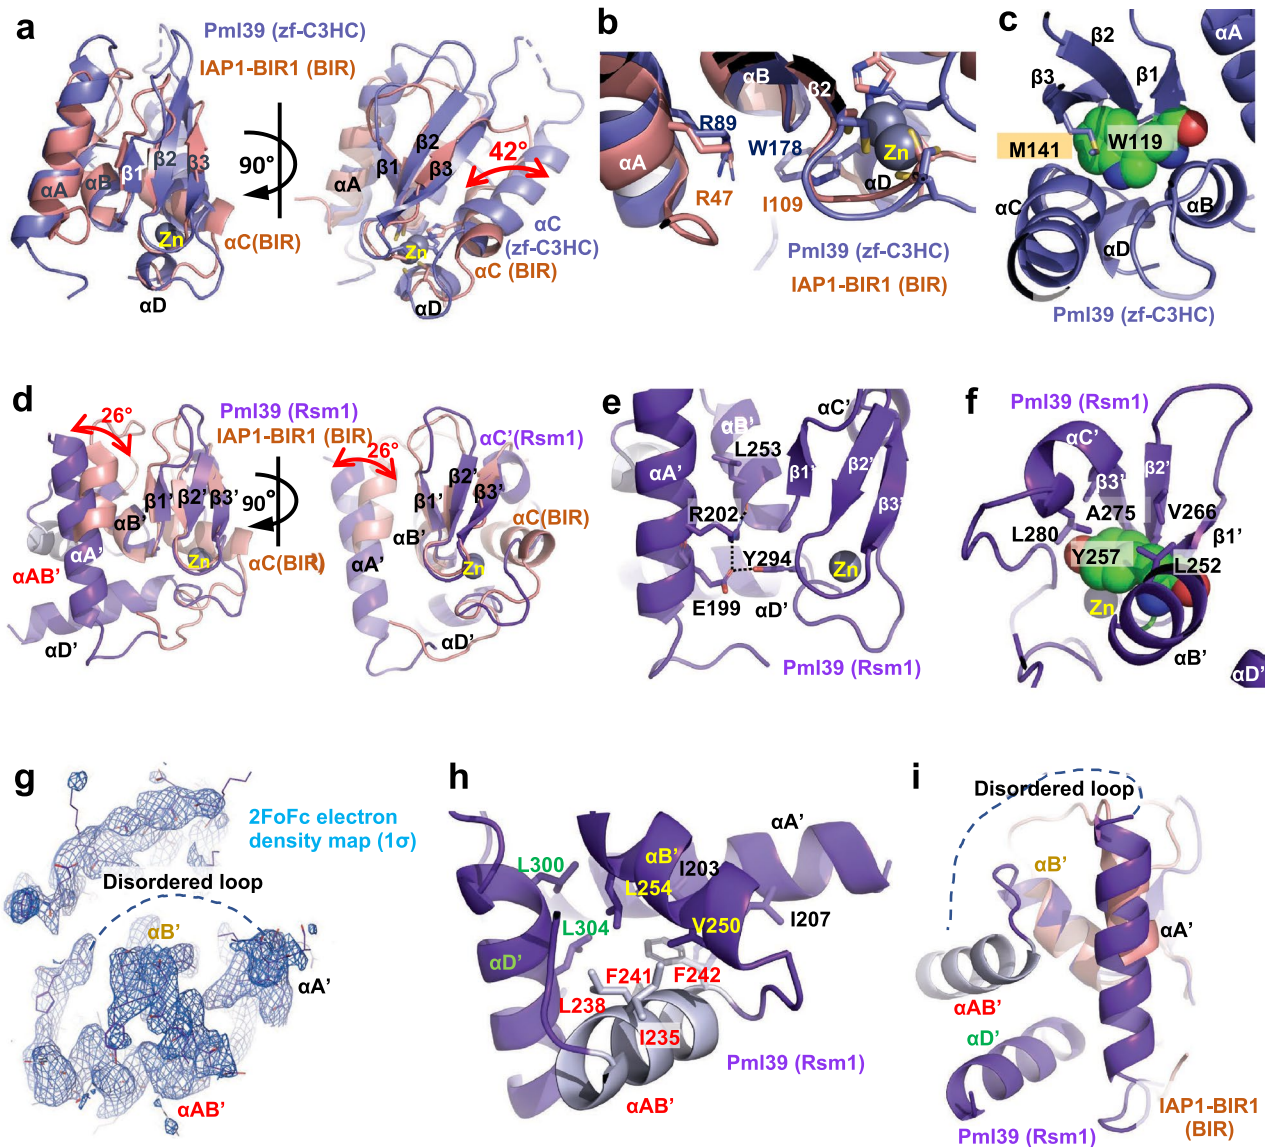 a
Pml39 (zf-C3HC)
IAP1-BIR1 (BIR)
αA
αB
β1
β2
β3
Zn
αC(BIR)
αD
90°
αA
β1
β2
β3
42°
Zn
αC
(zf-C3HC)
αC (BIR)
αD
b
αB
β2
R89
αA
W178
Zn
αD
R47
I109
Pml39 (zf-C3HC)
IAP1-BIR1 (BIR)
c
αA
β2
β3
β1
M141
W119
αC
αB
αD
Pml39 (zf-C3HC)
d
26°
Pml39 (Rsm1)
IAP1-BIR1 (BIR)
β1'
β2'
β3'
αB'
αA'
αAB'
Zn
αC(BIR)
αD'
90°
26°
αC'(Rsm1)
β2'
β1'
β3'
αB'
αC(BIR)
αA'
Zn
αD'
e
αC'
αB'
L253
αA'
β1'
β2'
β3'
R202
Y294
Zn
E199
αD'
Pml39 (Rsm1)
f
Pml39 (Rsm1)
αC'
β3'
β2'
A275
V266
L280
β1'
Y257
L252
Zn
αB'
αD'
g
2FoFc electron
density map (1σ)
Disordered loop
αB'
αA'
αAB'
h
αA'
L300
αB'
I203
L254
I207
L304
V250
αD'
F241
F242
L238
I235
Pml39 (Rsm1)
αAB'
i
Disordered loop
αB'
αA'
αAB'
αD'
IAP1-BIR1
(BIR)
Pml39 (Rsm1)